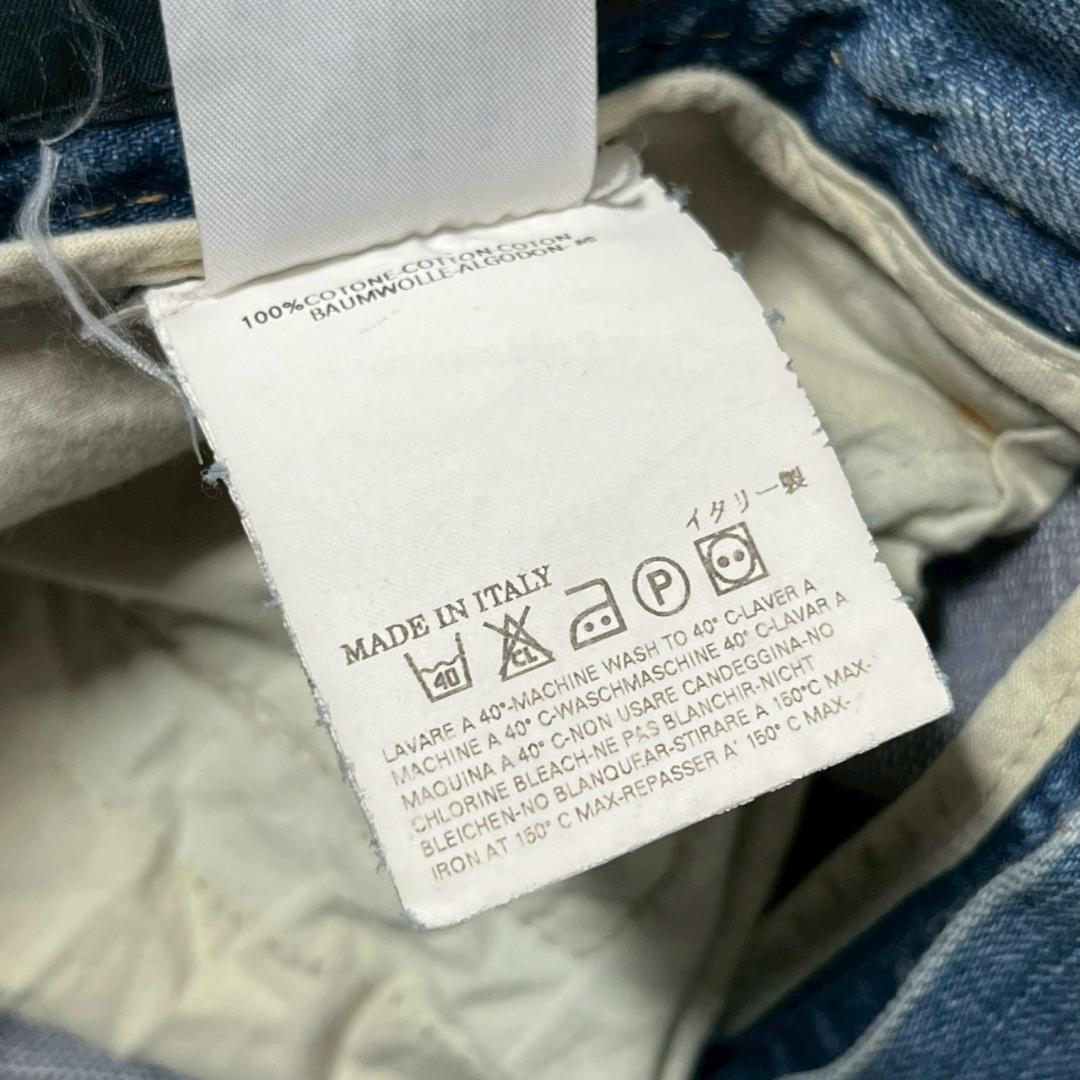 100%COTONE-COTTON-COTON
BAUMWOLLE-ALGODON
イタリー製
MADE IN ITALY
40 CL P
LAVARE A 40°-MACHINE WASH TO 40° C-LAVER A
MACHINE A 40° C-WASCHMASCHINE 40° C-LAVAR A
MAQUINA A 40° C-NON USARE CANDEGGINA-NO
CHLORINE BLEACH-NE PAS BLANCHIR-NICHT
BLEICHEN-NO BLANQUFAR-STIRARE A 150°C MAX-
IRON AT 150° C MAX-REPASSER A' 150° C MAX-